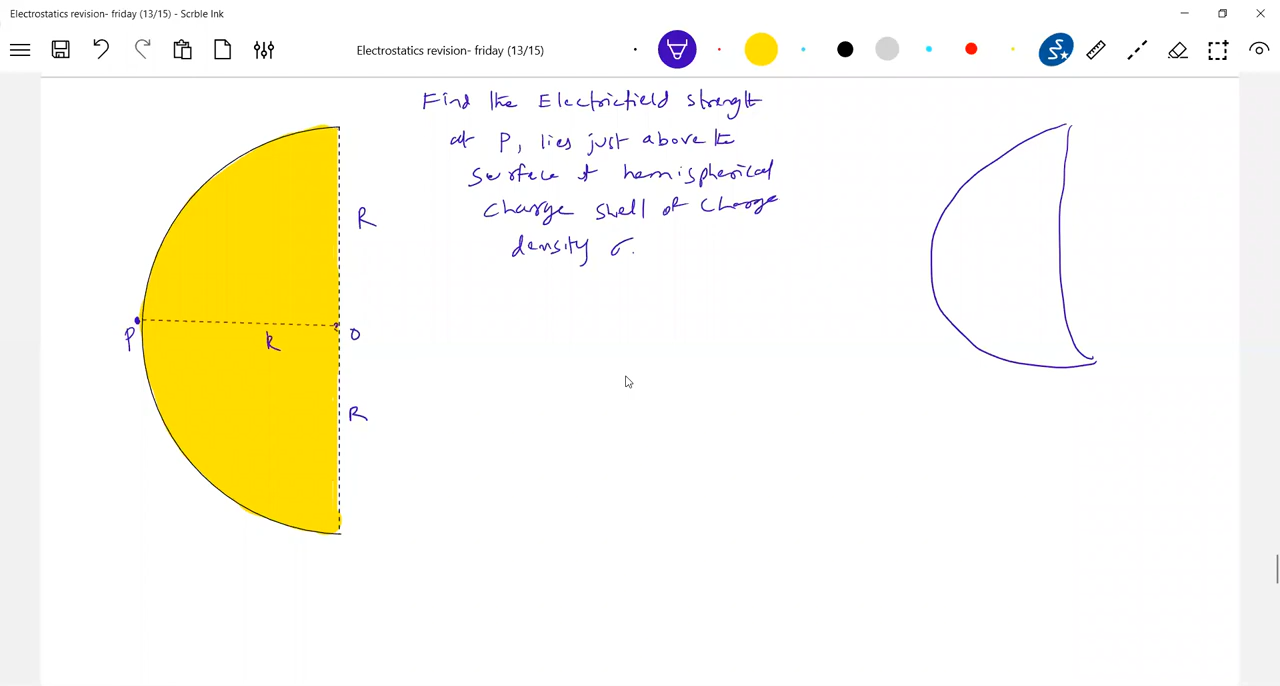 Electrostatics revision- friday (13/15) - Scrble Ink
Electrostatics revision- friday (13/15)
Find the Electricfield strength
at P, lies just above the
surface of hemispherical
charge shell of charge
density σ.
R
P
R
O
R